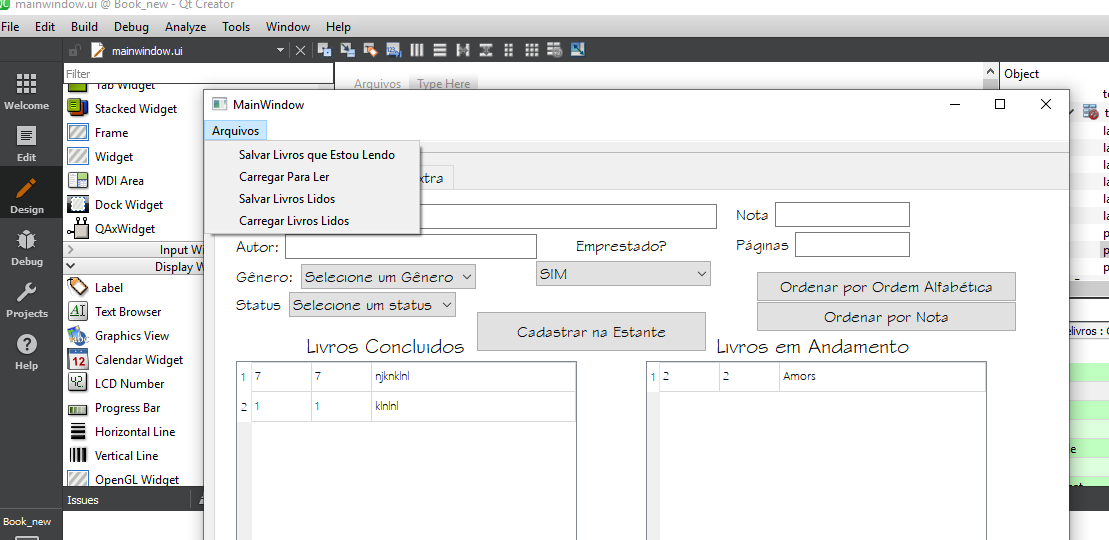 mainwindow.ui @ Book_new - Qt Creator
File Edit Build Debug Analyze Tools Window Help
mainwindow.ui
Filter
Arquivos Type Here
Object
Welcome
Edit
Design
Debug
Projects
Help
Book_new
Tab Widget
Stacked Widget
Frame
Widget
MDI Area
Dock Widget
QAxWidget
Input Wi
Display W
Label
Text Browser
Graphics View
Calendar Widget
LCD Number
Progress Bar
Horizontal Line
Vertical Line
OpenGL Widget
Issues
MainWindow
Arquivos
Salvar Livros que Estou Lendo
Carregar Para Ler
Salvar Livros Lidos
Carregar Livros Lidos
xtra
Nota
Autor: Emprestado? Páginas
Gênero: Selecione um Gênero SIM
Ordenar por Ordem Alfabética
Status Selecione um status
Ordenar por Nota
Cadastrar na Estante
Livros Concluidos Livros em Andamento
1 7 7 njknklnl
2 1 1 klnlnl
1 2 2 Amors
elivros :